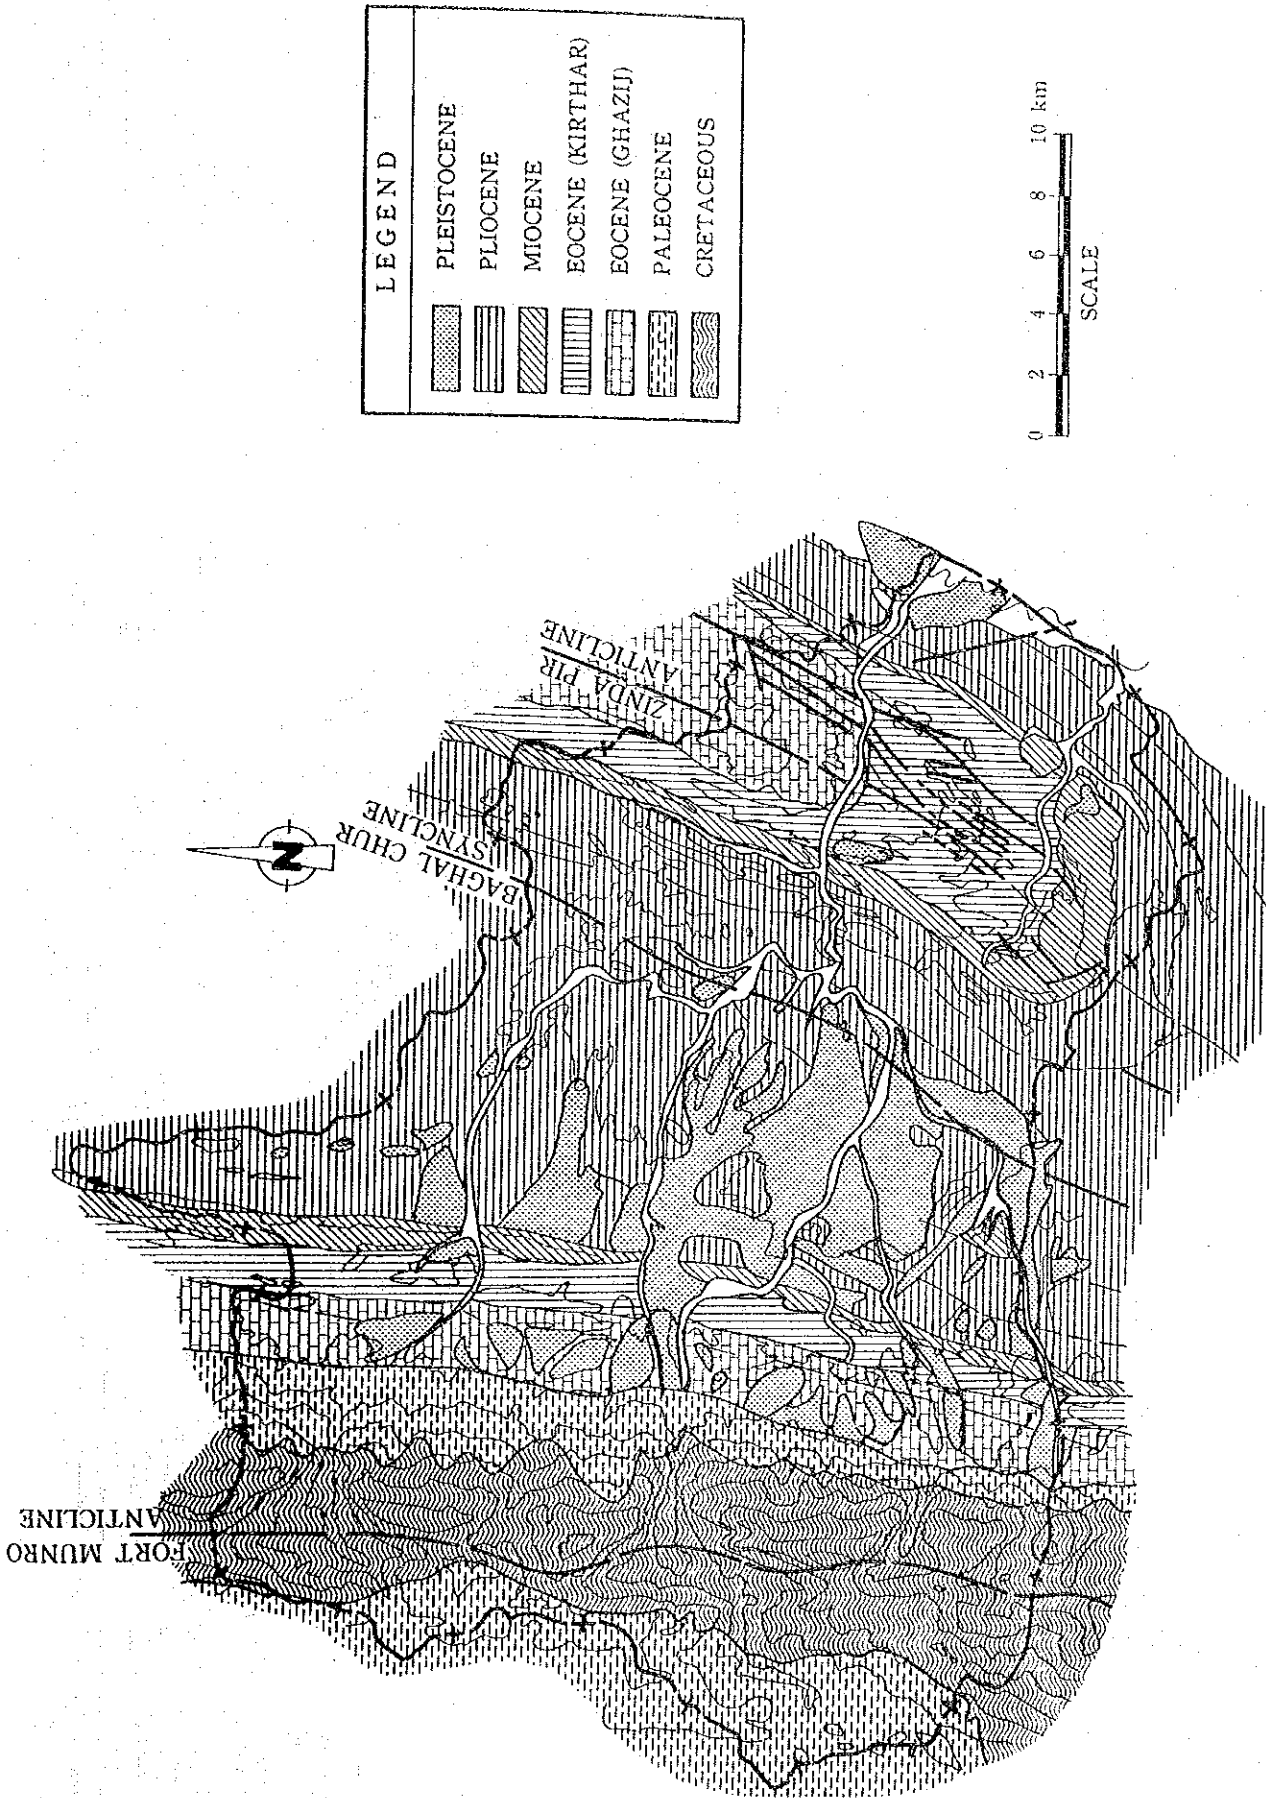 LEGEND
PLEISTOCENE
PLIOCENE
MIOCENE
EOCENE (KIRTHAR)
EOCENE (GHAZIJ)
PALEOCENE
CRETACEOUS
0 2 4 6 8 10 km
SCALE
N
ZINDA PIR
ANTICLINE
BAGHAL CHUR
SYNCLINE
FORT MUNRO
ANTICLINE